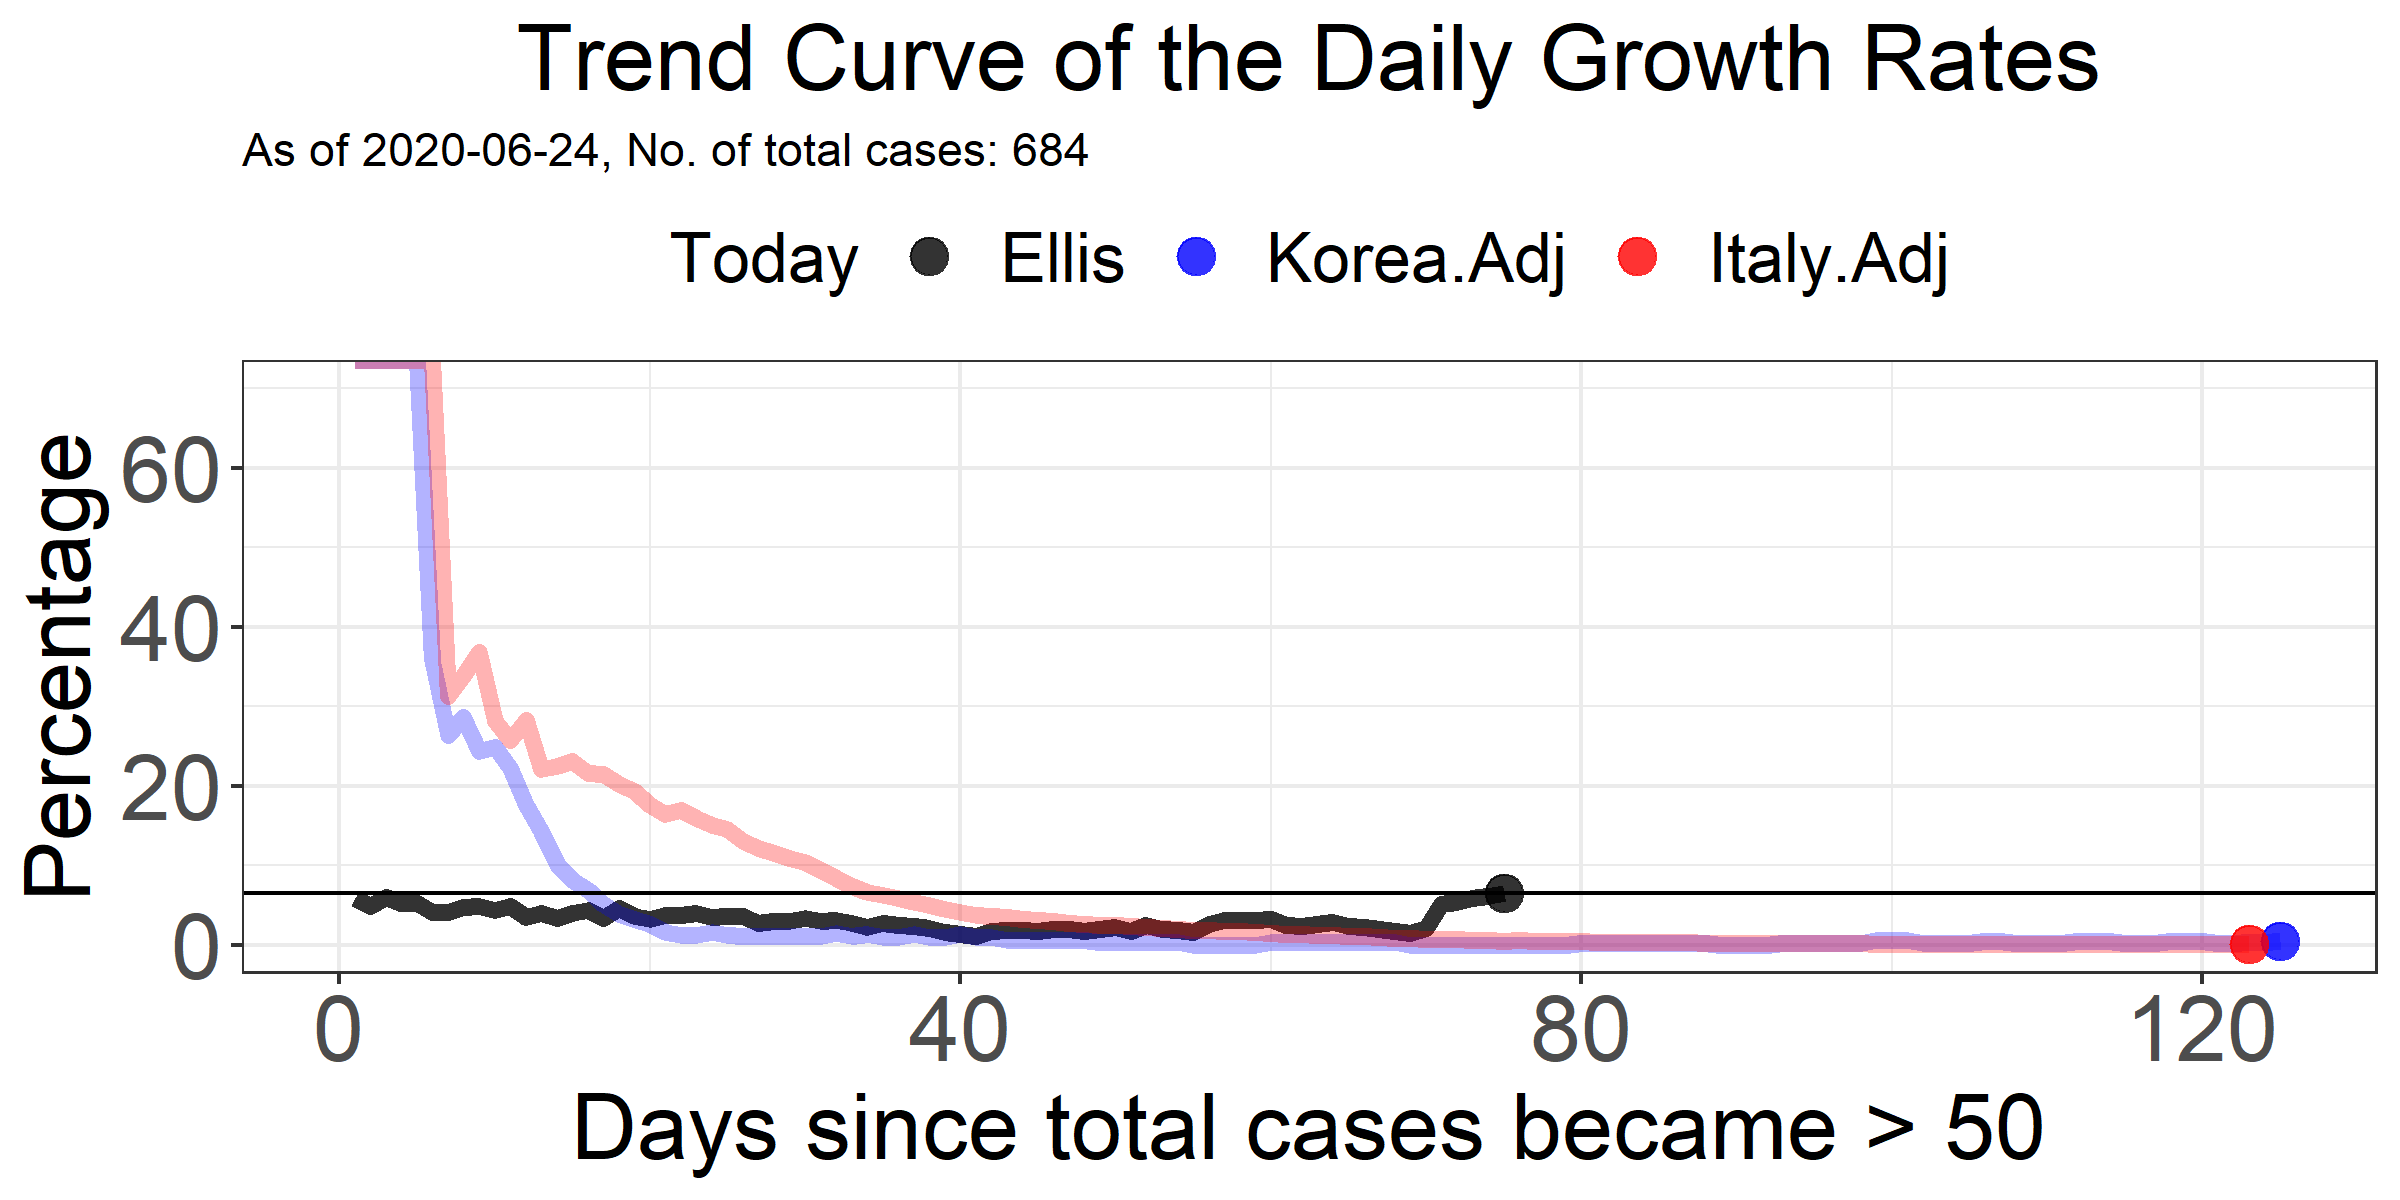 Trend Curve of the Daily Growth Rates
As of 2020-06-24, No. of total cases: 684
Today Ellis Korea.Adj Italy.Adj
Percentage
60
40
20
0
0 40 80 120
Days since total cases became > 50